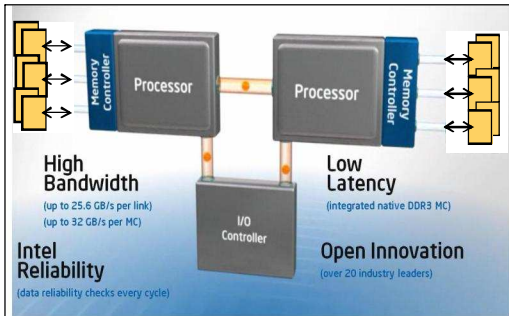 Memory
Controller
Processor
Processor
Memory
Controller
High
Bandwidth
(up to 25.6 GB/s per link)
(up to 32 GB/s per MC)
Low
Latency
(integrated native DDR3 MC)
I/O
Controller
Intel
Reliability
(data reliability checks every cycle)
Open Innovation
(over 20 industry leaders)